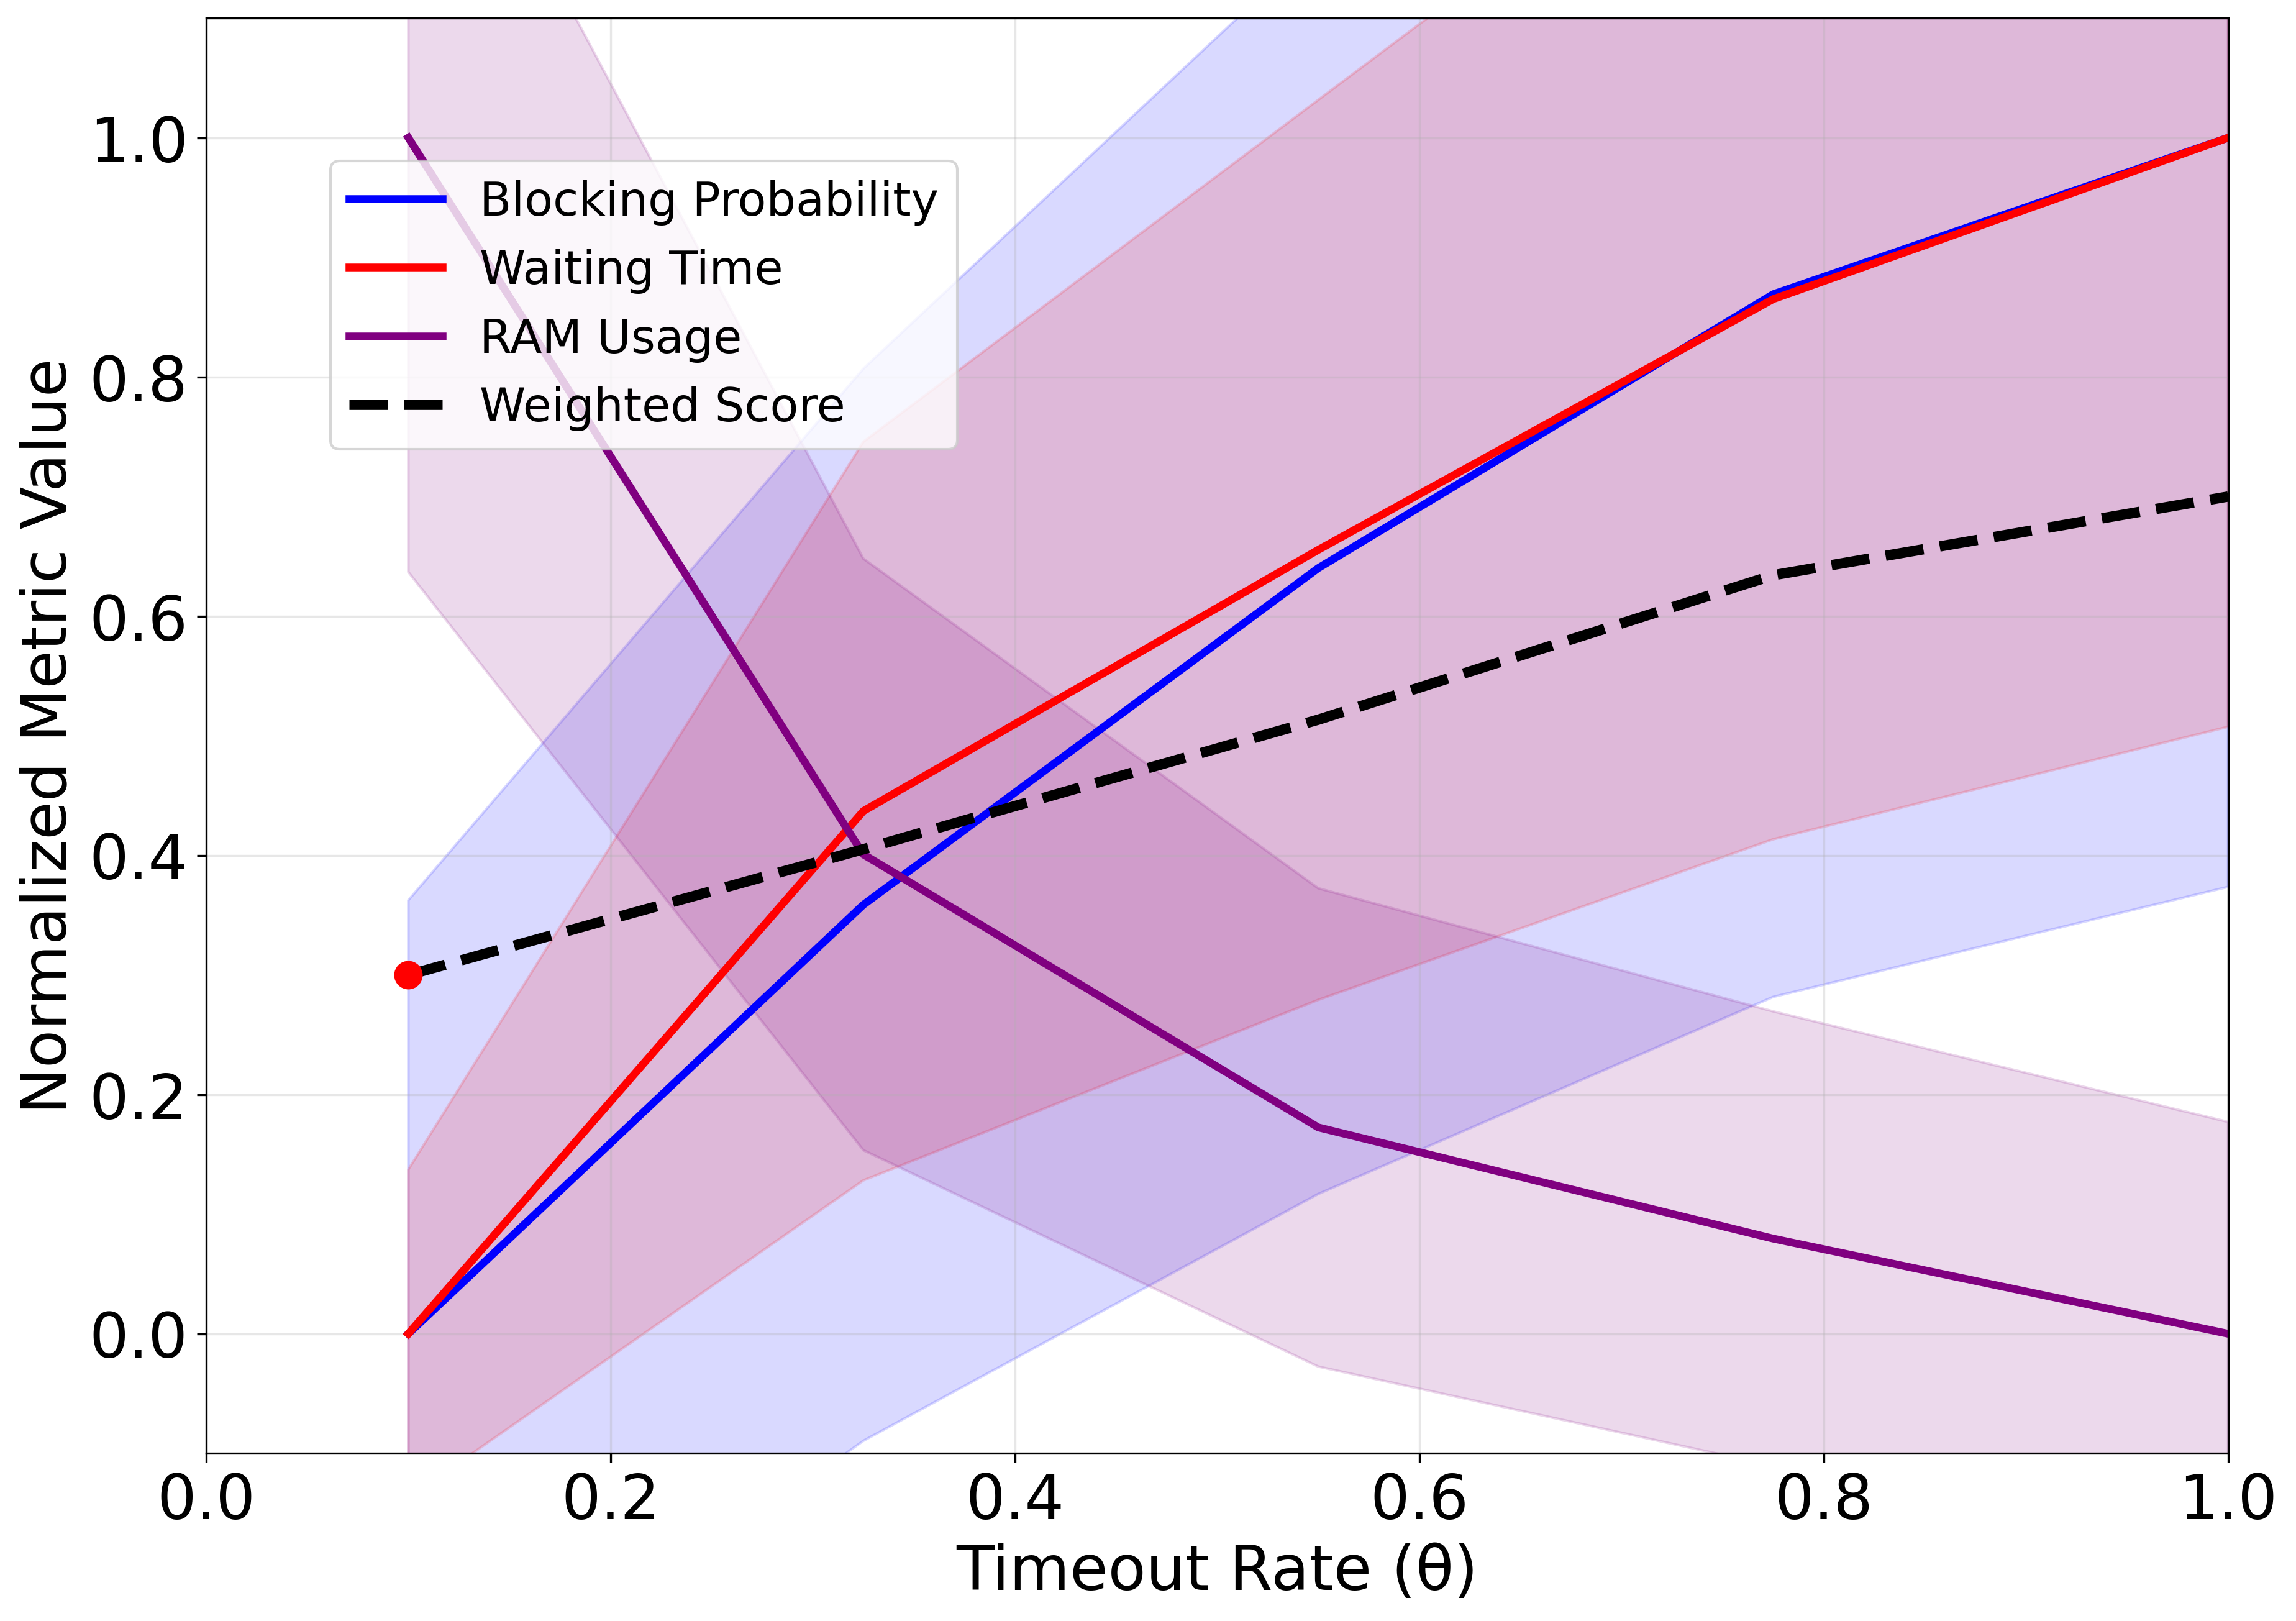 Normalized Metric Value
1.0
0.8
0.6
0.4
0.2
0.0
Blocking Probability
Waiting Time
RAM Usage
Weighted Score
0.0 0.2 0.4 0.6 0.8 1.0
Timeout Rate (θ)